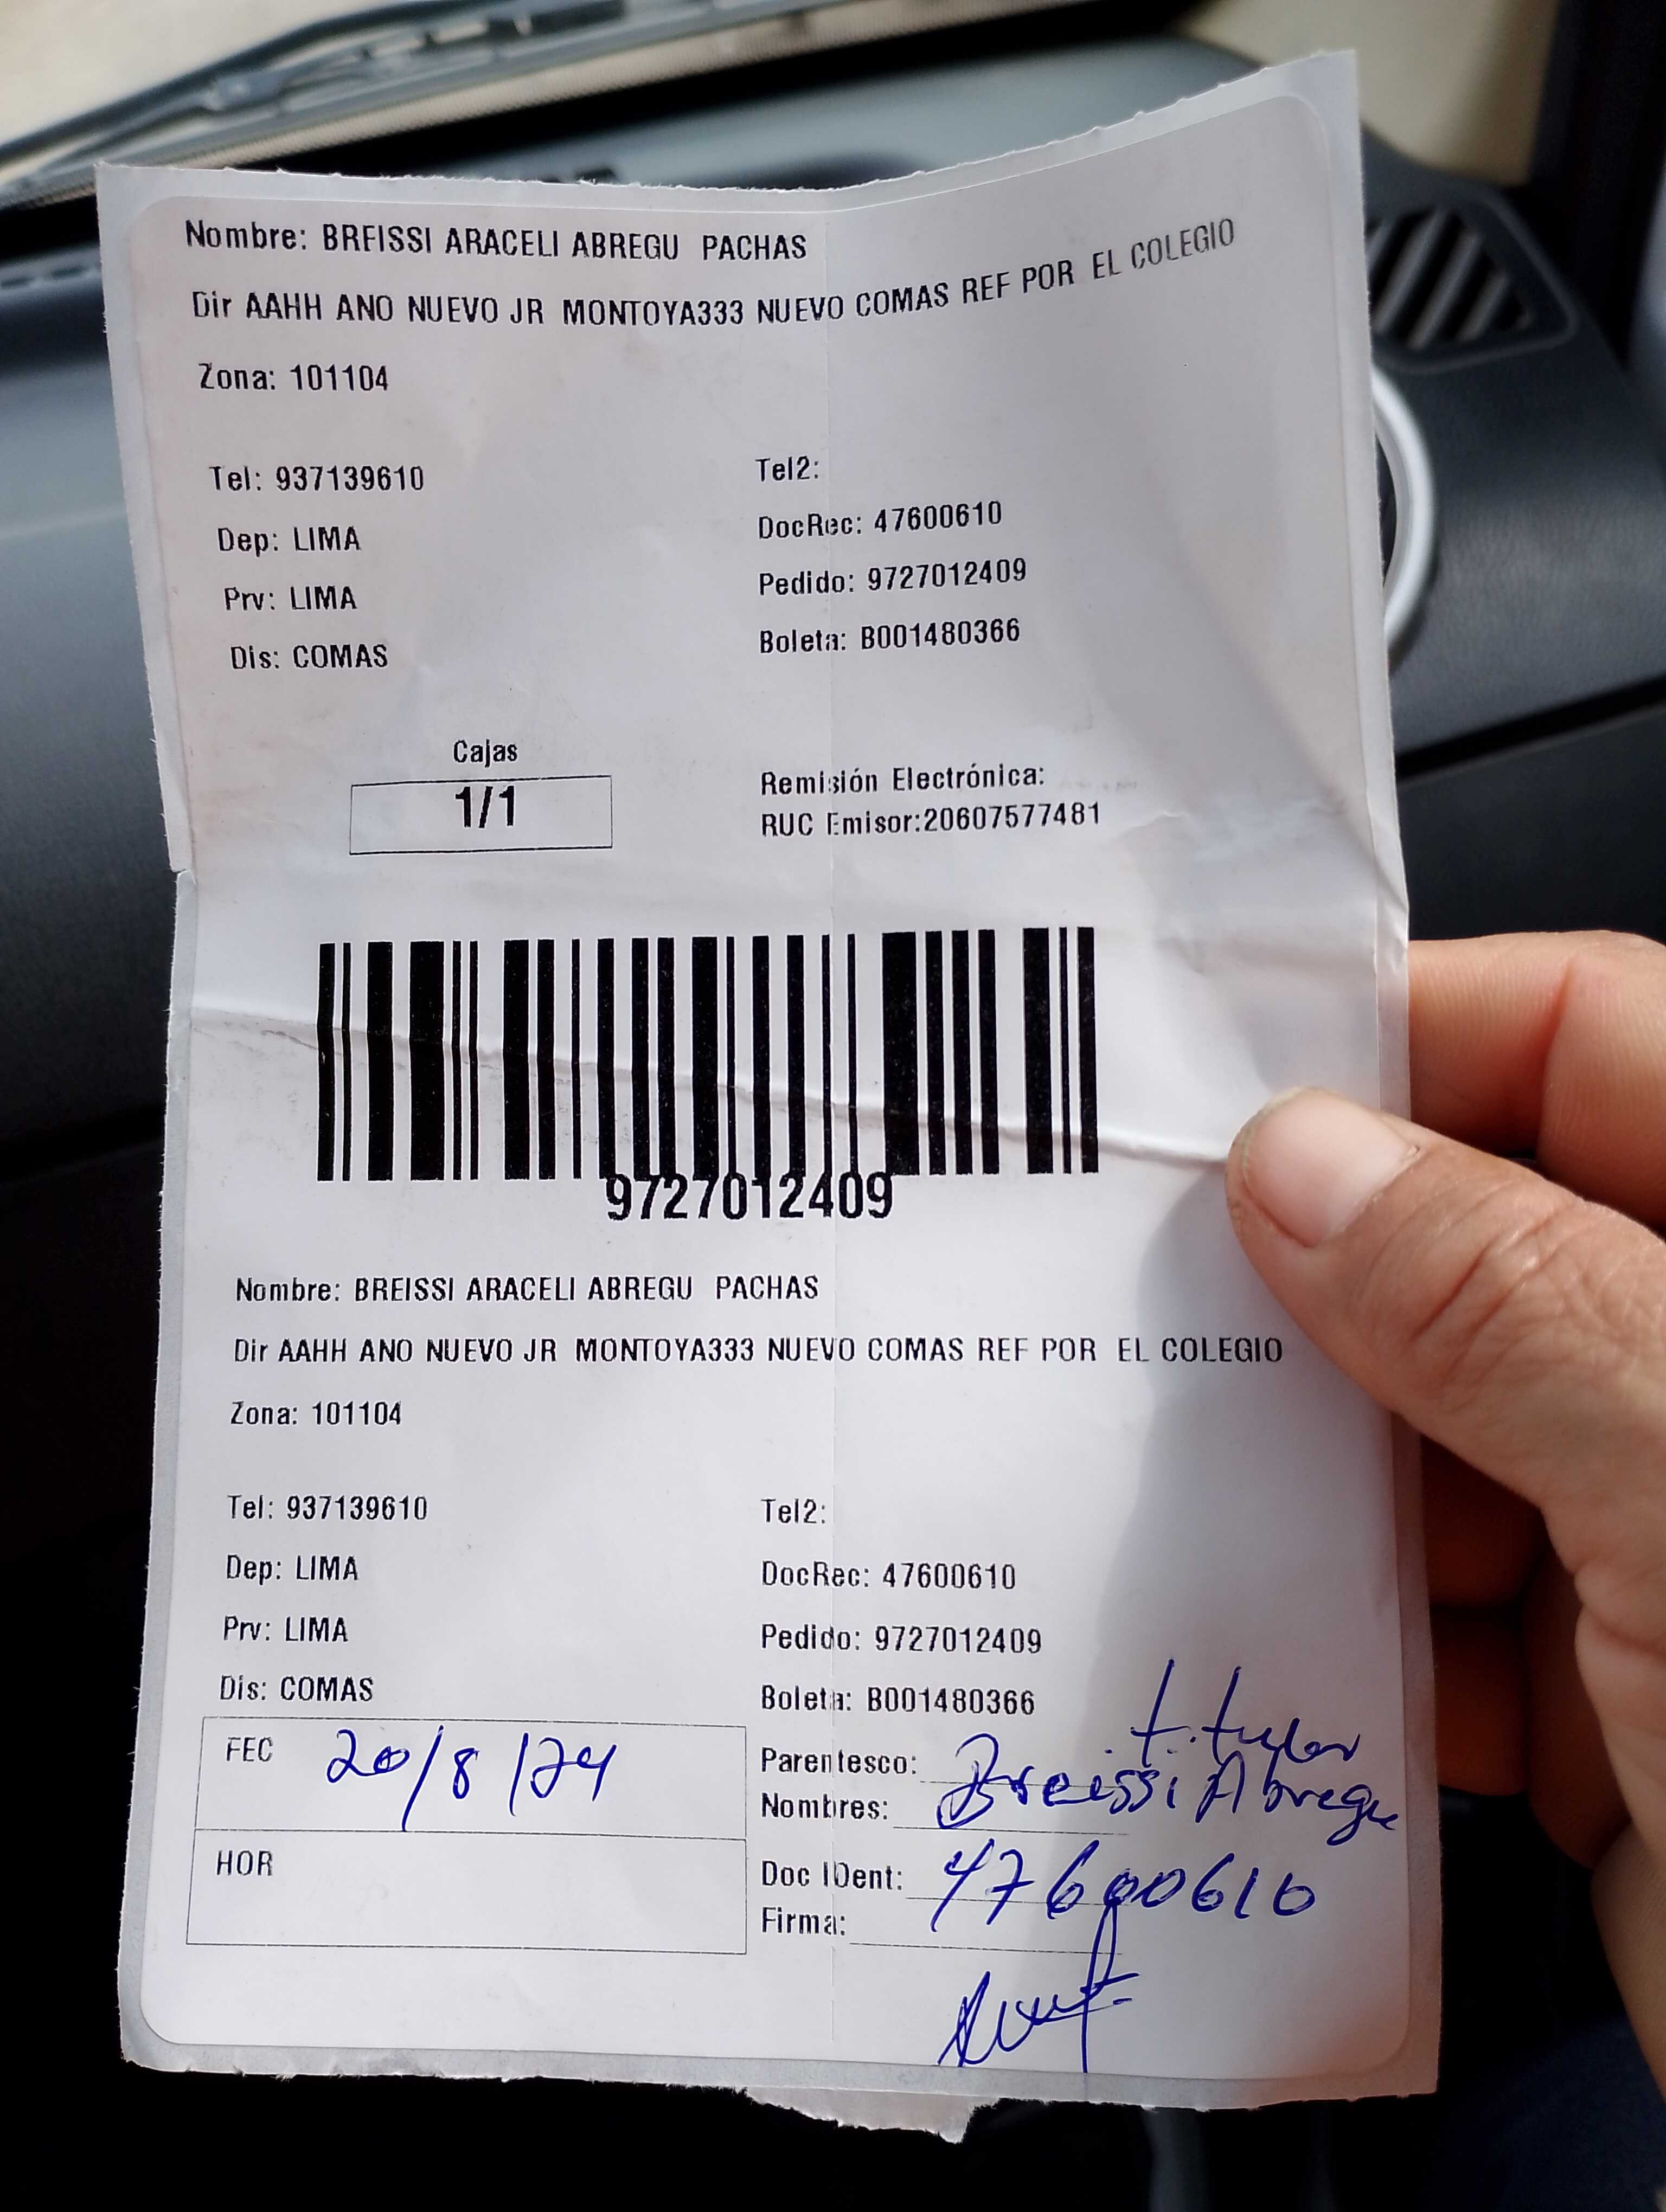 Nombre: BREISSI ARACELI ABREGU PACHAS
Dir AAHH ANO NUEVO JR MONTOYA333 NUEVO COMAS REF POR EL COLEGIO
Zona: 101104
Tel: 937139610
Tel2:
Dep: LIMA
DocRec: 47600610
Prv: LIMA
Pedido: 9727012409
Dis: COMAS
Boleta: B001480366
Cajas
1/1
Remisión Electrónica:
RUC Emisor:20607577481
9727012409
Nombre: BREISSI ARACELI ABREGU PACHAS
Dir AAHH ANO NUEVO JR MONTOYA333 NUEVO COMAS REF POR EL COLEGIO
Zona: 101104
Tel: 937139610
Tel2:
Dep: LIMA
DocRec: 47600610
Prv: LIMA
Pedido: 9727012409
Dis: COMAS
Boleta: B001480366
FEC 20/8/24
HOR
Parentesco: titular
Nombres: Breissi Abregu
Doc IDent: 47600610
Firma: